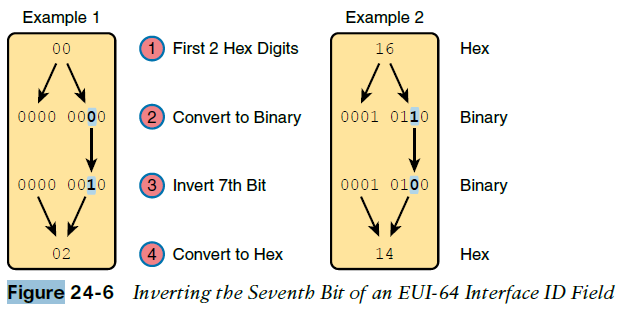 Example 1 Example 2
00 1 First 2 Hex Digits 16 Hex
0000 0000 2 Convert to Binary 0001 0110 Binary
0000 0010 3 Invert 7th Bit 0001 0100 Binary
02 4 Convert to Hex 14 Hex
Figure 24-6 Inverting the Seventh Bit of an EUI-64 Interface ID Field